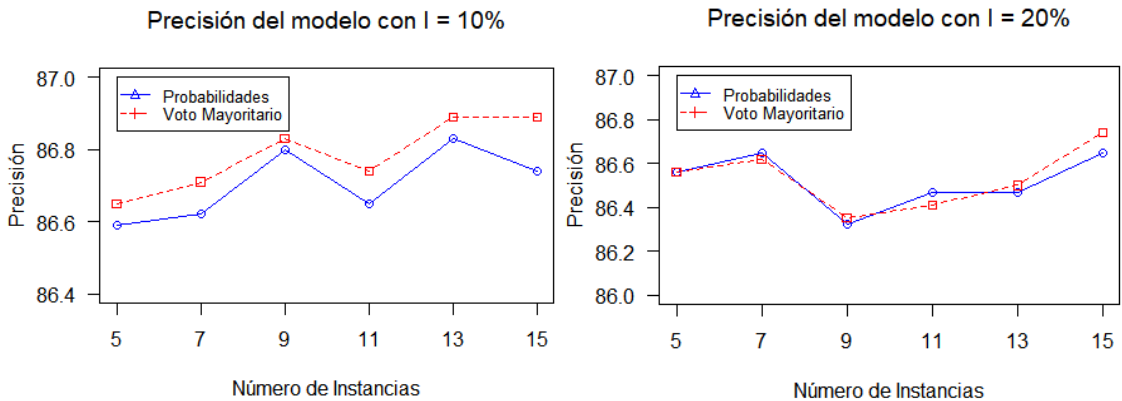 Precisión del modelo con I = 10%
87.0
86.8
86.6
86.4
Precisión
Probabilidades
Voto Mayoritario
5 7 9 11 13 15
Número de Instancias
Precisión del modelo con I = 20%
87.0
86.8
86.6
86.4
86.2
86.0
Precisión
Probabilidades
Voto Mayoritario
5 7 9 11 13 15
Número de Instancias